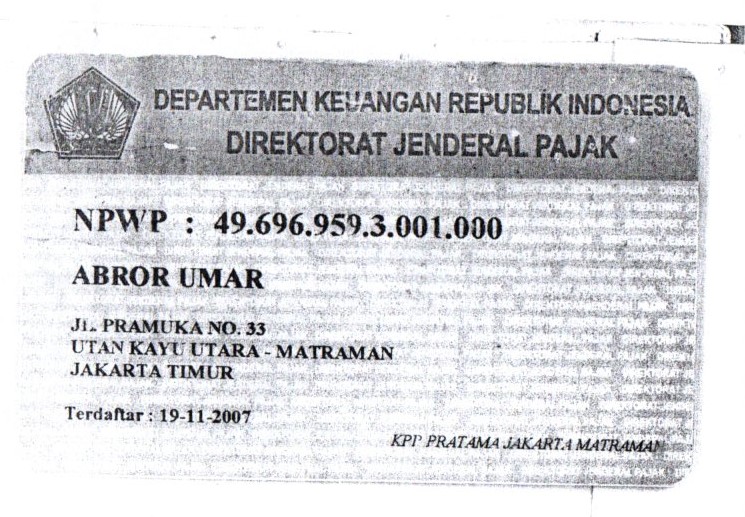 DEPARTEMEN KEUANGAN REPUBLIK INDONESIA
DIREKTORAT JENDERAL PAJAK
NPWP : 49.696.959.3.001.000
ABROR UMAR
JL. PRAMUKA NO. 33
UTAN KAYU UTARA - MATRAMAN
JAKARTA TIMUR
Terdaftar : 19-11-2007
KPP PRATAMA JAKARTA MATRAMAN